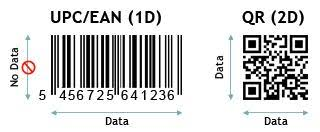 UPC/EAN (1D) QR (2D)
No Data
Data
5 456725 641236
Data Data